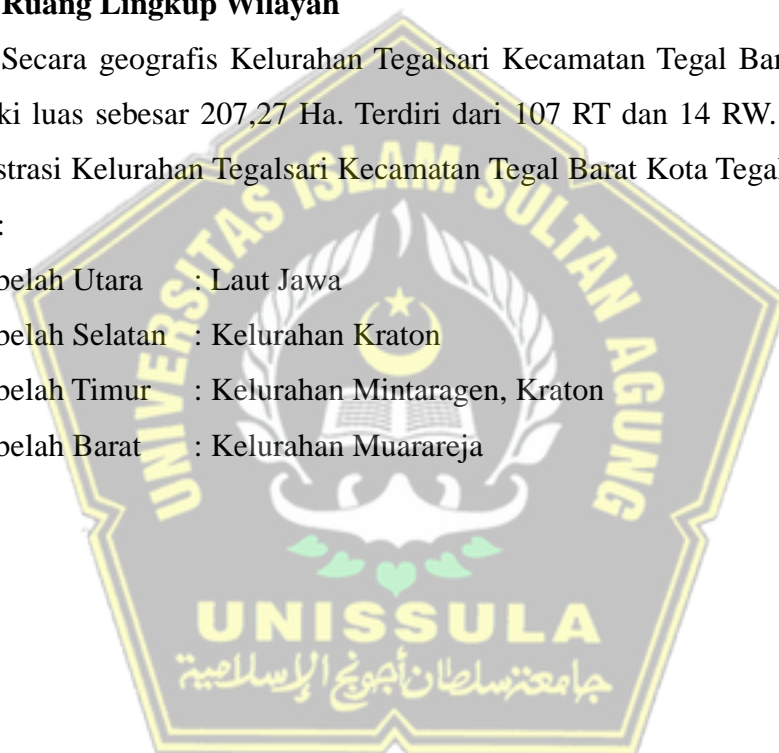 Ruang Lingkup Wilayah
Secara geografis Kelurahan Tegalsari Kecamatan Tegal Bar
ki luas sebesar 207,27 Ha. Terdiri dari 107 RT dan 14 RW.
strasi Kelurahan Tegalsari Kecamatan Tegal Barat Kota Tegal
:
belah Utara : Laut Jawa
belah Selatan : Kelurahan Kraton
belah Timur : Kelurahan Mintaragen, Kraton
belah Barat : Kelurahan Muarareja
UNIVERSITAS ISLAM SULTAN AGUNG
UNISSULA
جامعة سلطان أجونج الإسلامية